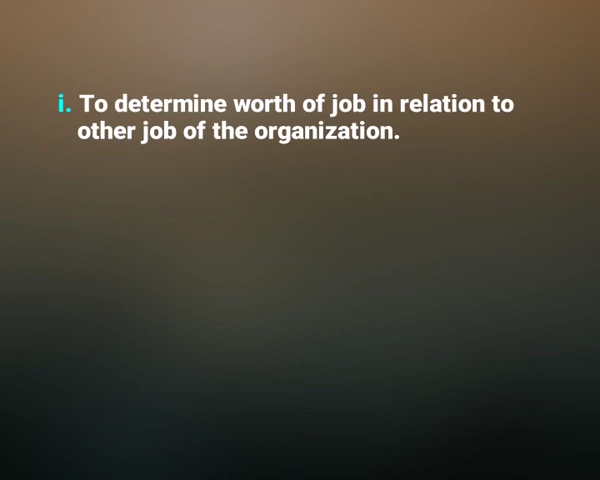 i. To determine worth of job in relation to
other job of the organization.